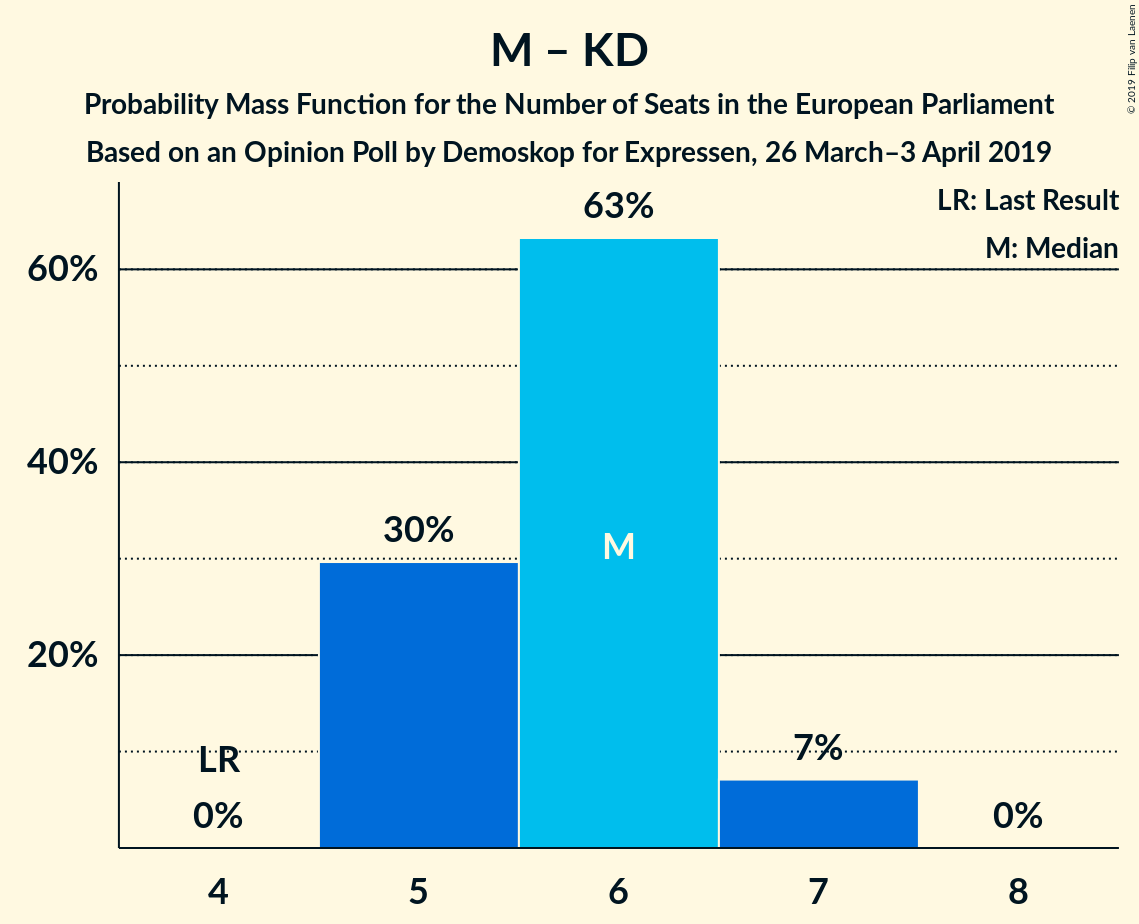 M – KD
Probability Mass Function for the Number of Seats in the European Parliament
Based on an Opinion Poll by Demoskop for Expressen, 26 March–3 April 2019
© 2019 Filip van Laenen
LR: Last Result
M: Median
63%
60%
40%
30%
M
20%
7%
LR
0%
0%
4 5 6 7 8